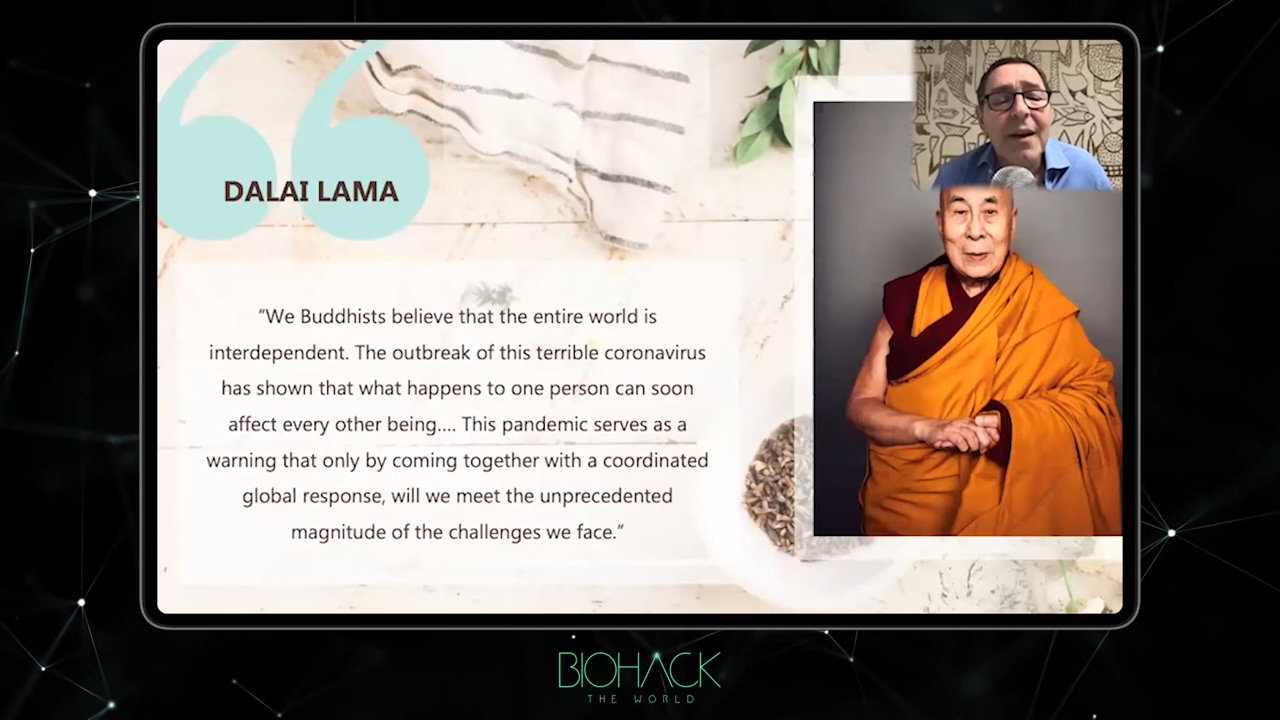 DALAI LAMA
“We Buddhists believe that the entire world is
interdependent. The outbreak of this terrible coronavirus
has shown that what happens to one person can soon
affect every other being.... This pandemic serves as a
warning that only by coming together with a coordinated
global response, will we meet the unprecedented
magnitude of the challenges we face.”
BIOHACK
THE WORLD